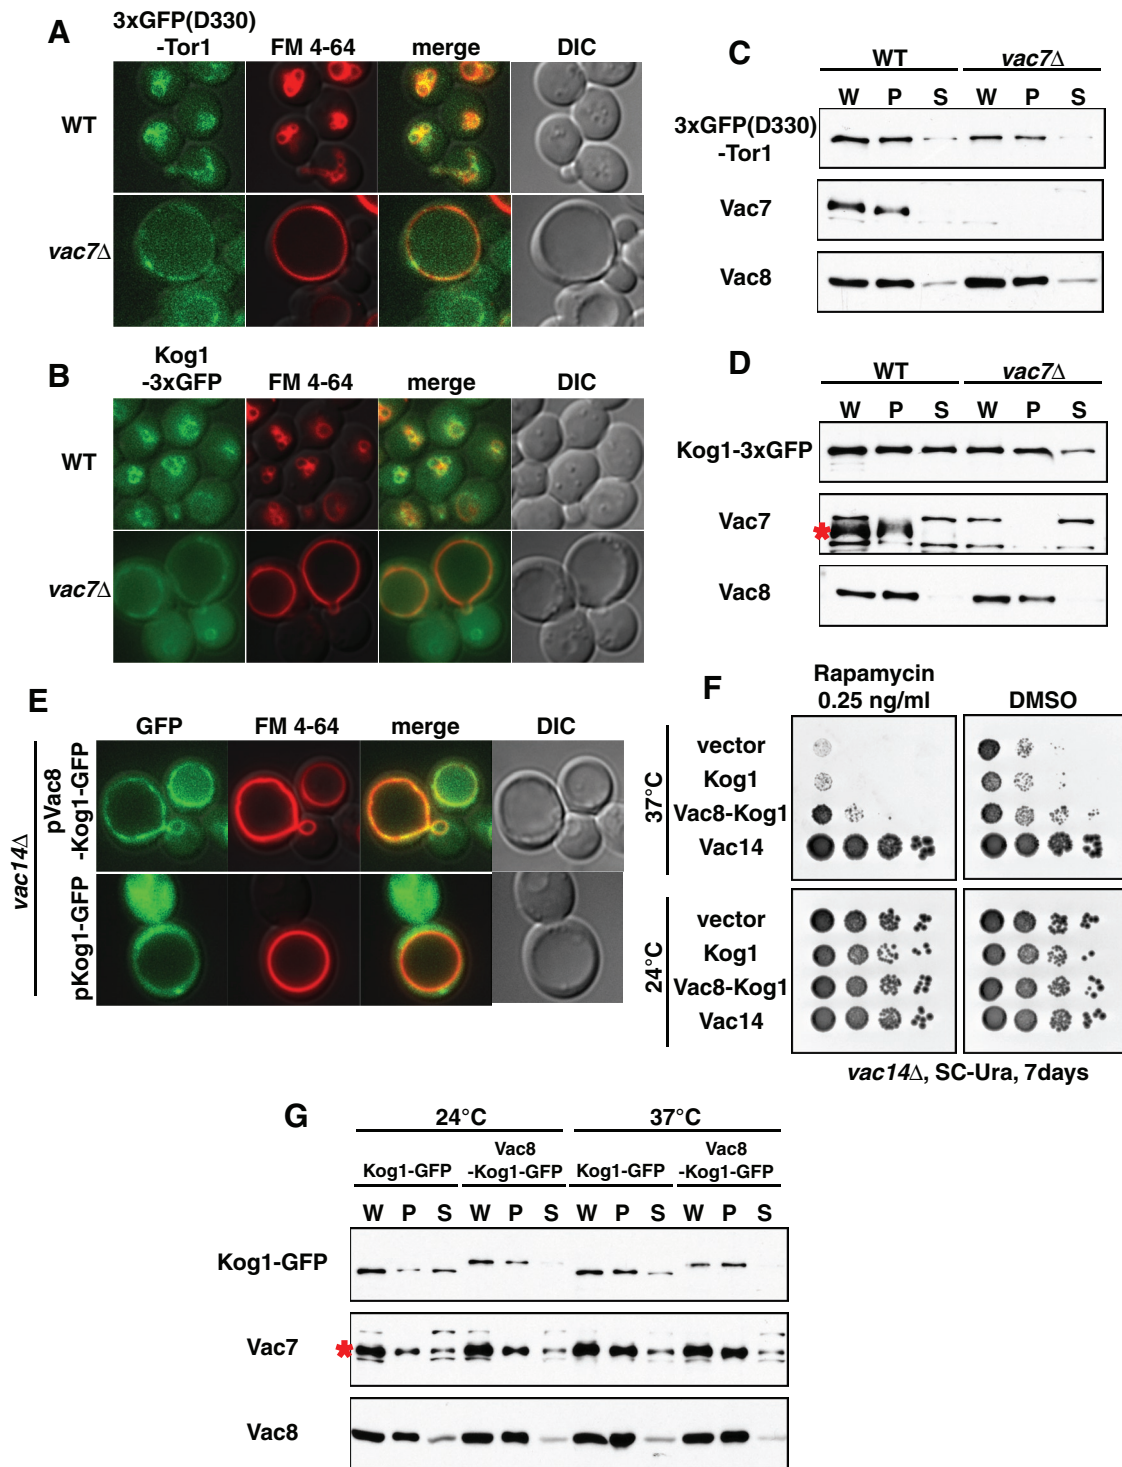 A
3xGFP(D330)
-Tor1
FM 4-64
merge
DIC
WT
vac7Δ
B
Kog1
-3xGFP
FM 4-64
merge
DIC
WT
vac7Δ
C
WT
vac7Δ
W P S W P S
3xGFP(D330)
-Tor1
Vac7
Vac8
D
WT
vac7Δ
W P S W P S
Kog1-3xGFP
Vac7
*
Vac8
E
GFP
FM 4-64
merge
DIC
vac14Δ
pVac8
-Kog1-GFP
pKog1-GFP
F
Rapamycin
0.25 ng/ml
DMSO
37°C
vector
Kog1
Vac8-Kog1
Vac14
24°C
vector
Kog1
Vac8-Kog1
Vac14
vac14Δ, SC-Ura, 7days
G
24°C
37°C
Kog1-GFP
Vac8
-Kog1-GFP
Kog1-GFP
Vac8
-Kog1-GFP
W P S W P S W P S W P S
Kog1-GFP
Vac7
*
Vac8